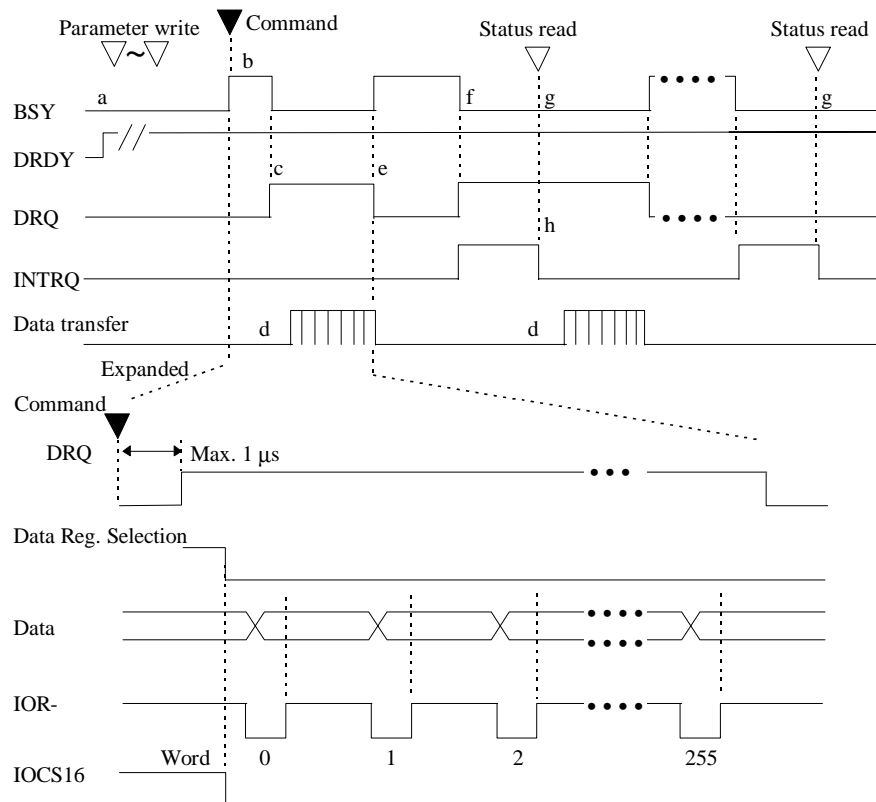 Parameter write
Command
Status read
Status read
~
b
a
f
g
g
BSY
DRDY
c
e
DRQ
h
INTRQ
Data transfer
d
d
Expanded
Command
DRQ
Max. 1 μs
Data Reg. Selection
Data
IOR-
Word
0
1
2
255
IOCS16